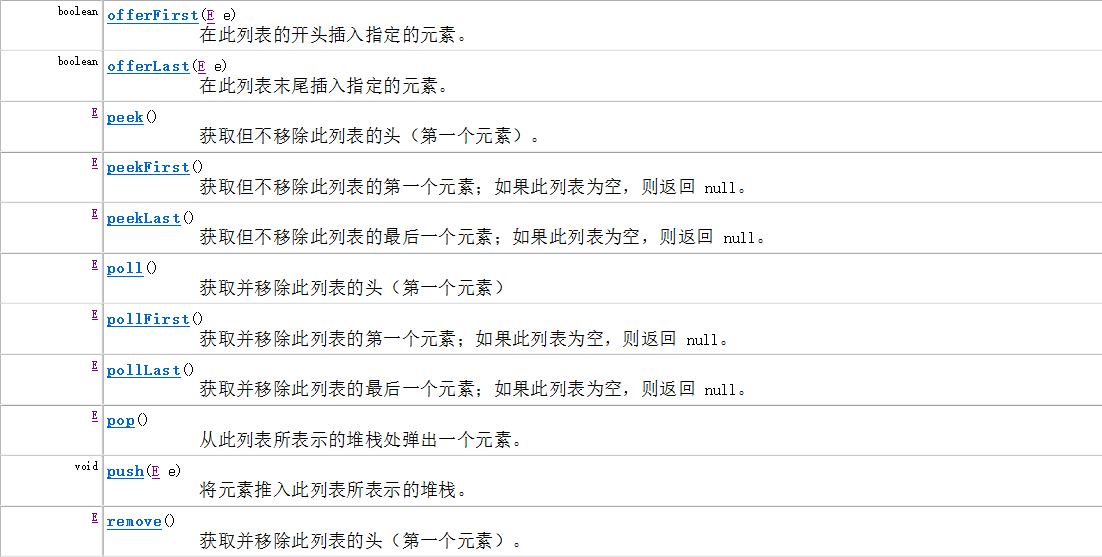 boolean offerFirst(E e)
在此列表的开头插入指定的元素。
boolean offerLast(E e)
在此列表末尾插入指定的元素。
E peek()
获取但不移除此列表的头（第一个元素）。
E peekFirst()
获取但不移除此列表的第一个元素；如果此列表为空，则返回 null。
E peekLast()
获取但不移除此列表的最后一个元素；如果此列表为空，则返回 null。
E poll()
获取并移除此列表的头（第一个元素）
E pollFirst()
获取并移除此列表的第一个元素；如果此列表为空，则返回 null。
E pollLast()
获取并移除此列表的最后一个元素；如果此列表为空，则返回 null。
E pop()
从此列表所表示的堆栈处弹出一个元素。
void push(E e)
将元素推入此列表所表示的堆栈。
E remove()
获取并移除此列表的头（第一个元素）。